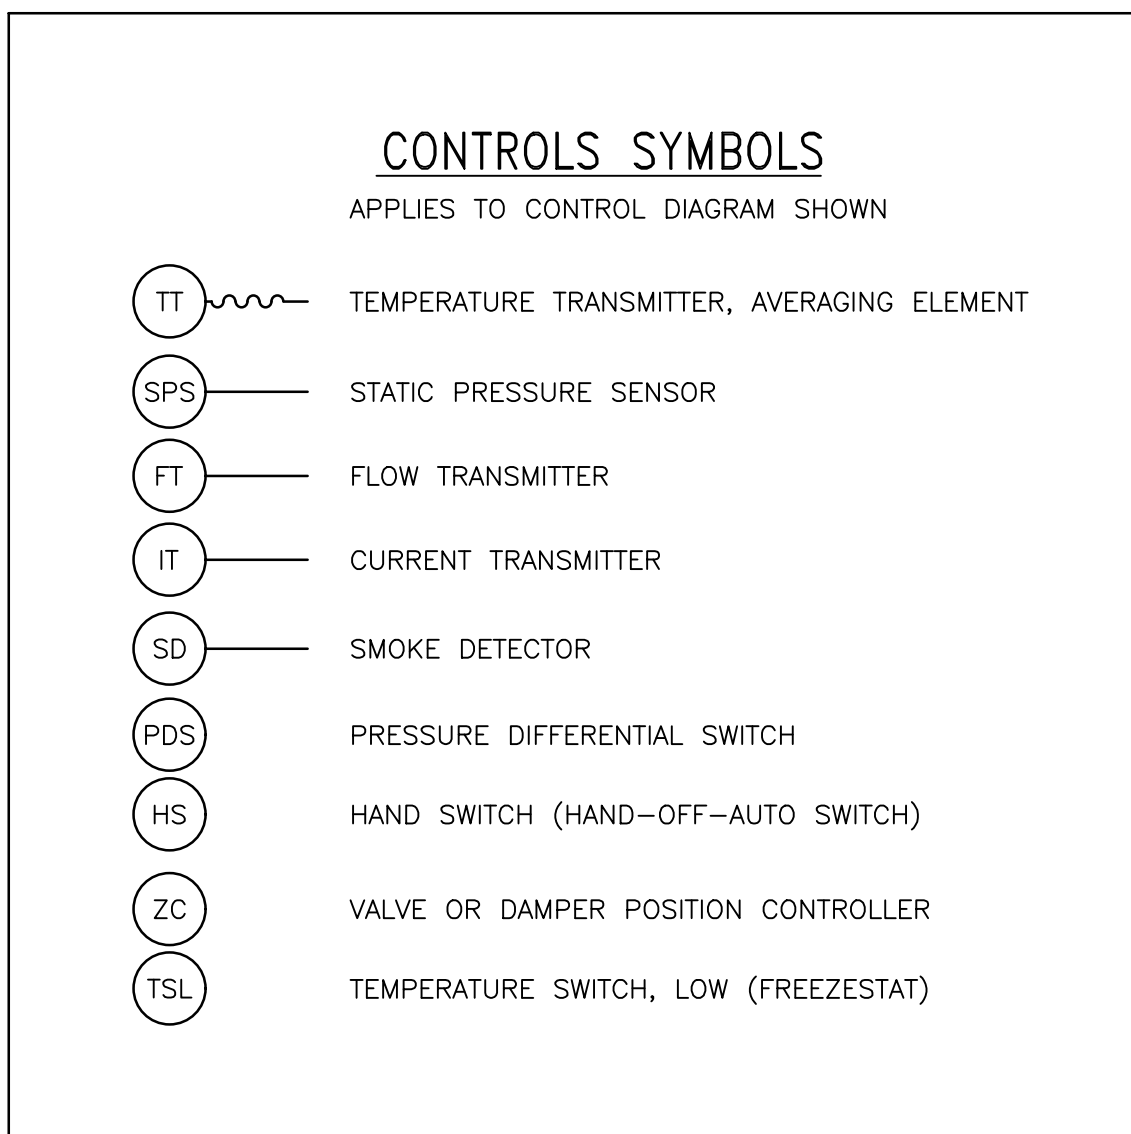 CONTROLS SYMBOLS
APPLIES TO CONTROL DIAGRAM SHOWN
TT TEMPERATURE TRANSMITTER, AVERAGING ELEMENT
SPS STATIC PRESSURE SENSOR
FT FLOW TRANSMITTER
IT CURRENT TRANSMITTER
SD SMOKE DETECTOR
PDS PRESSURE DIFFERENTIAL SWITCH
HS HAND SWITCH (HAND-OFF-AUTO SWITCH)
ZC VALVE OR DAMPER POSITION CONTROLLER
TSL TEMPERATURE SWITCH, LOW (FREEZESTAT)